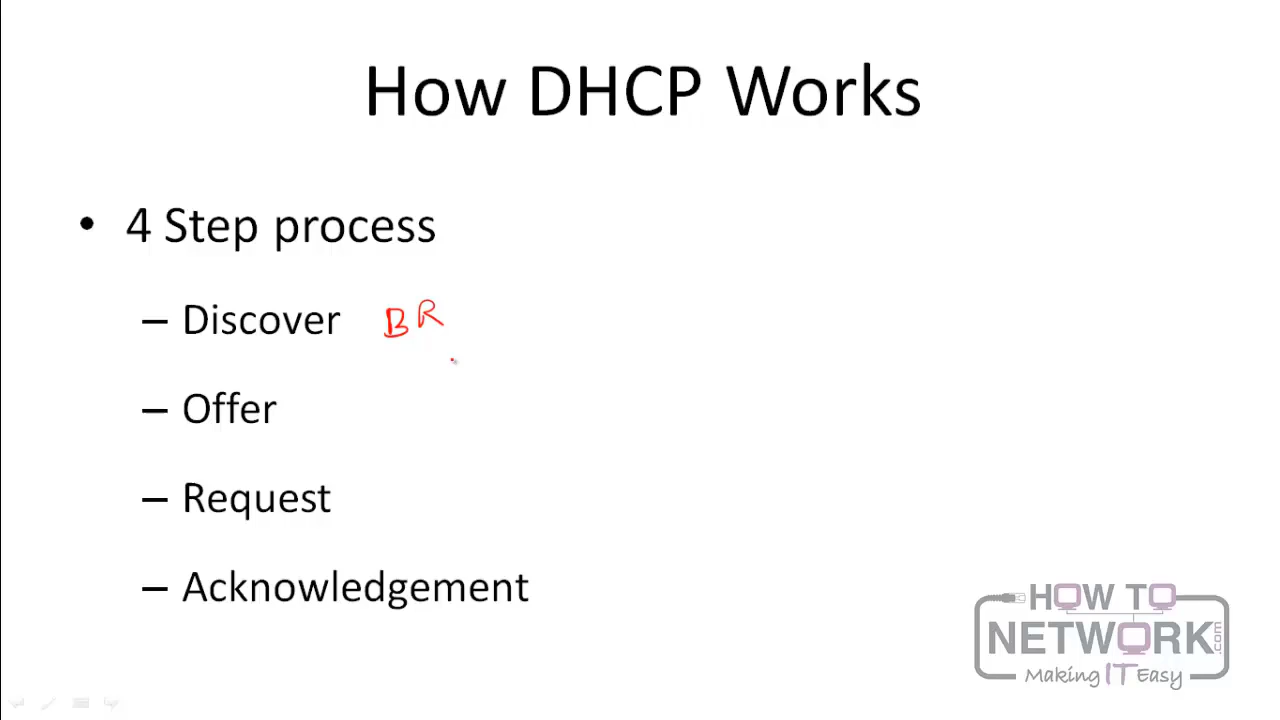 How DHCP Works
• 4 Step process
– Discover BR
– Offer
– Request
– Acknowledgement
HOW TO
NETWORK.com
Making IT Easy